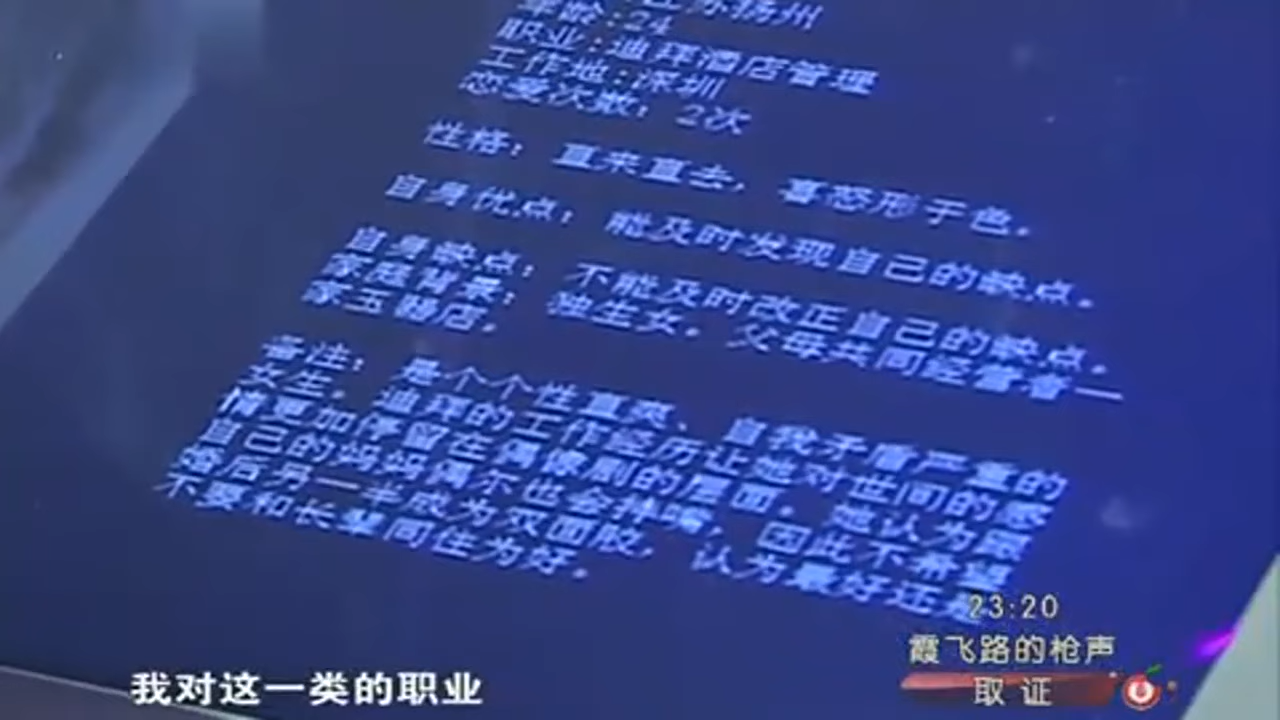 江苏扬州
年龄:24
职业:迪拜酒店管理
工作地:深圳
恋爱次数：2次
性格：直来直去，喜怒形于色。
自身优点：能及时发现自己的缺点。
自身缺点：不能及时改正自己的缺点。
家庭背景：独生女。父母共同经营着一
家玉器店。
备注：是个个性直爽、自我矛盾严重的
女生。迪拜的工作经历让她对世间的感
情更加停留在偶像剧的层面。她认为跟
自己的妈妈偶尔也会拌嘴，因此不希望
婚后另一半成为双面胶，认为最好还是
不要和长辈同住为好。
23:20
霞飞路的枪声
取证
我对这一类的职业